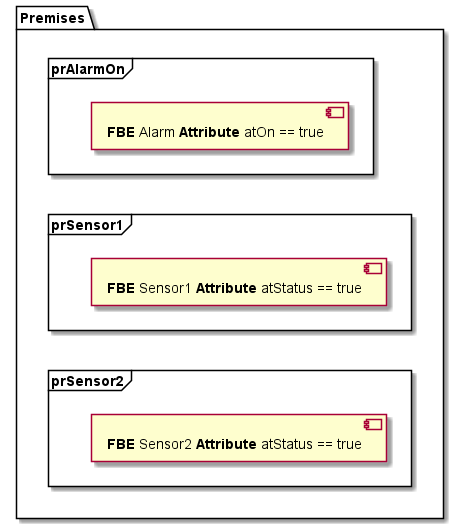 Premises
prAlarmOn
FBE Alarm Attribute atOn == true
prSensor1
FBE Sensor1 Attribute atStatus == true
prSensor2
FBE Sensor2 Attribute atStatus == true